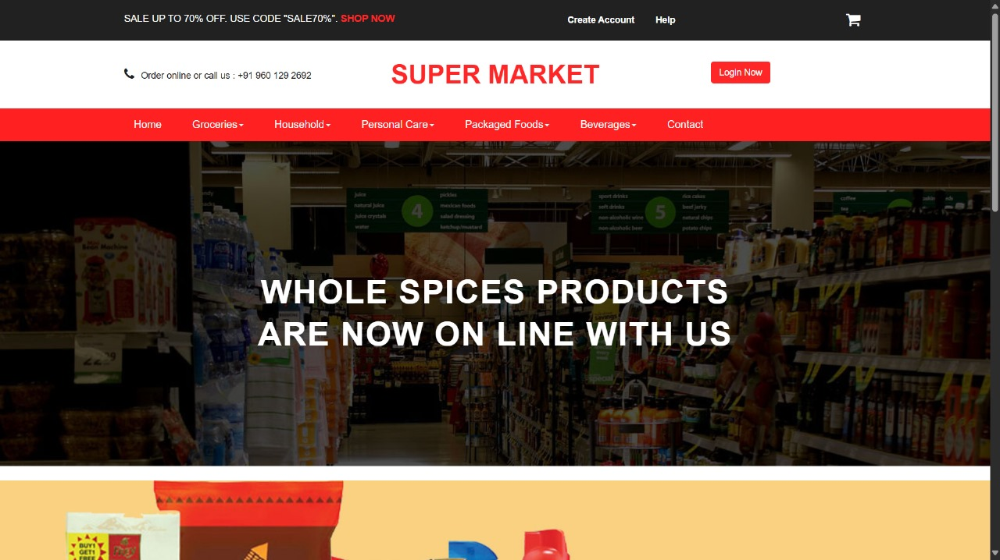 SALE UP TO 70% OFF. USE CODE "SALE70%". SHOP NOW
Create Account
Help
Order online or call us : +91 960 129 2692
SUPER MARKET
Login Now
Home
Groceries
Household
Personal Care
Packaged Foods
Beverages
Contact
juice
natural juice
juice crystals
water
4
pickles
mexican foods
salad dressing
ketchup/mustard
sport drinks
soft drinks
non-alcoholic wine
non-alcoholic beer
5
rice cakes
beef jerky
natural chips
potato chips
coffee
tea
Bean Machine
WHOLE SPICES PRODUCTS
ARE NOW ON LINE WITH US
special
BUY1
GET1
FREE